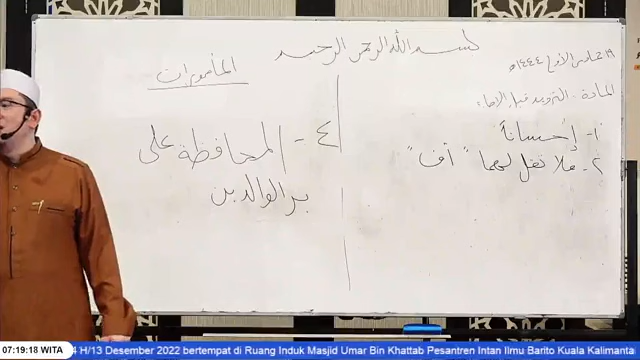 بسم الله الرحمن الرحيم
١٩ جمادى الأولى ١٤٤٤ هـ
المادة :
١- إحساناً
٢- فلا تقل لهما "أف"
المأمورات
٤- المحافظة على
بر الوالدين
07:19:18 WITA
4 H/13 Desember 2022 bertempat di Ruang Induk Masjid Umar Bin Khattab Pesantren Intan Ilmu Barito Kuala Kalimanta